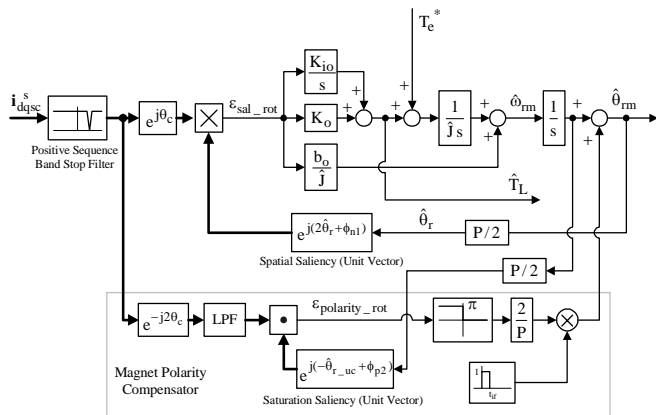 T_e^*
i_dqsc^s
Positive Sequence
Band Stop Filter
e^jθ_c
×
ε_sal_rot
K_io
s
K_o
b_o
Ĵ
+
+
+
+
1
Ĵ s
+
+
ω̂_rm
1
s
+
+
θ̂_rm
T̂_L
e^j(2θ̂_r+ϕ_n1)
Spatial Saliency (Unit Vector)
θ̂_r
P/2
P/2
e^-j2θ_c
LPF
ε_polarity_rot
π
2
P
×
e^j(-θ̂_r_uc+ϕ_p2)
Saturation Saliency (Unit Vector)
1
t_if
Magnet Polarity
Compensator